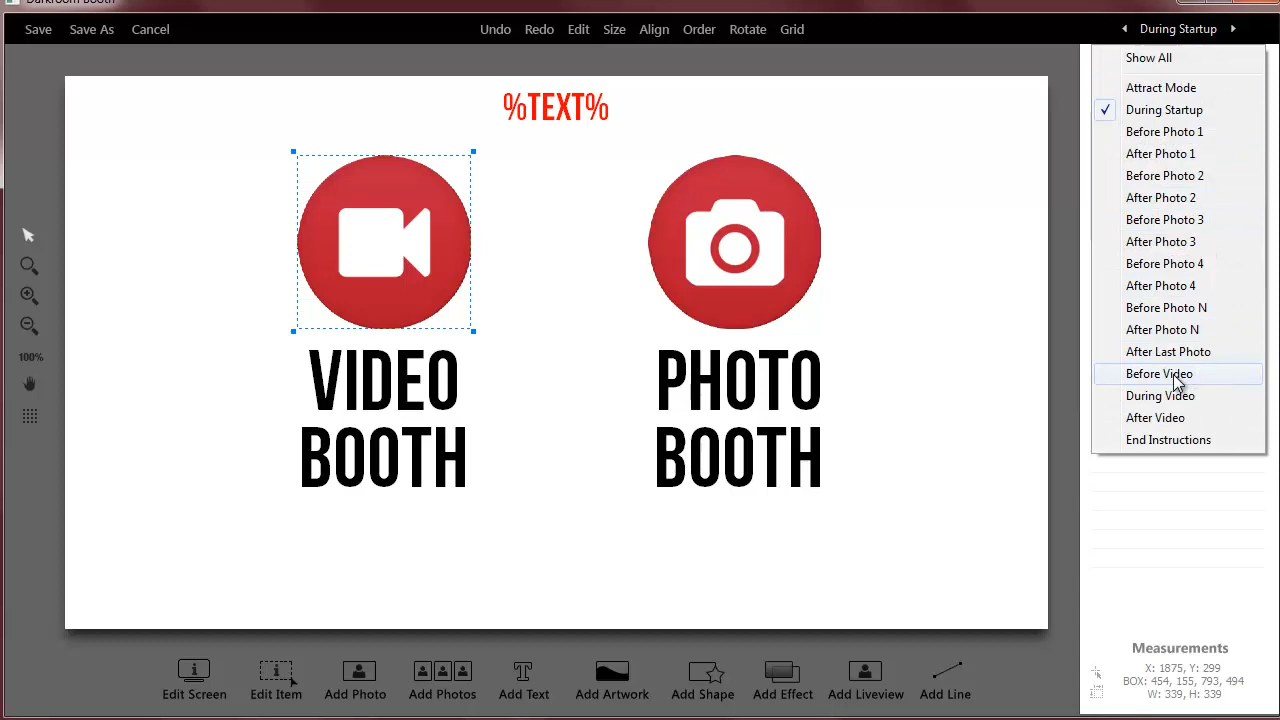 Darkroom Booth
Save Save As Cancel Undo Redo Edit Size Align Order Rotate Grid During Startup
%TEXT%
VIDEO
BOOTH
PHOTO
BOOTH
100%
Show All
Attract Mode
During Startup
Before Photo 1
After Photo 1
Before Photo 2
After Photo 2
Before Photo 3
After Photo 3
Before Photo 4
After Photo 4
Before Photo N
After Photo N
After Last Photo
Before Video
During Video
After Video
End Instructions
Measurements
X: 1875, Y: 299
BOX: 454, 155, 793, 494
W: 339, H: 339
Edit Screen Edit Item Add Photo Add Photos Add Text Add Artwork Add Shape Add Effect Add Liveview Add Line